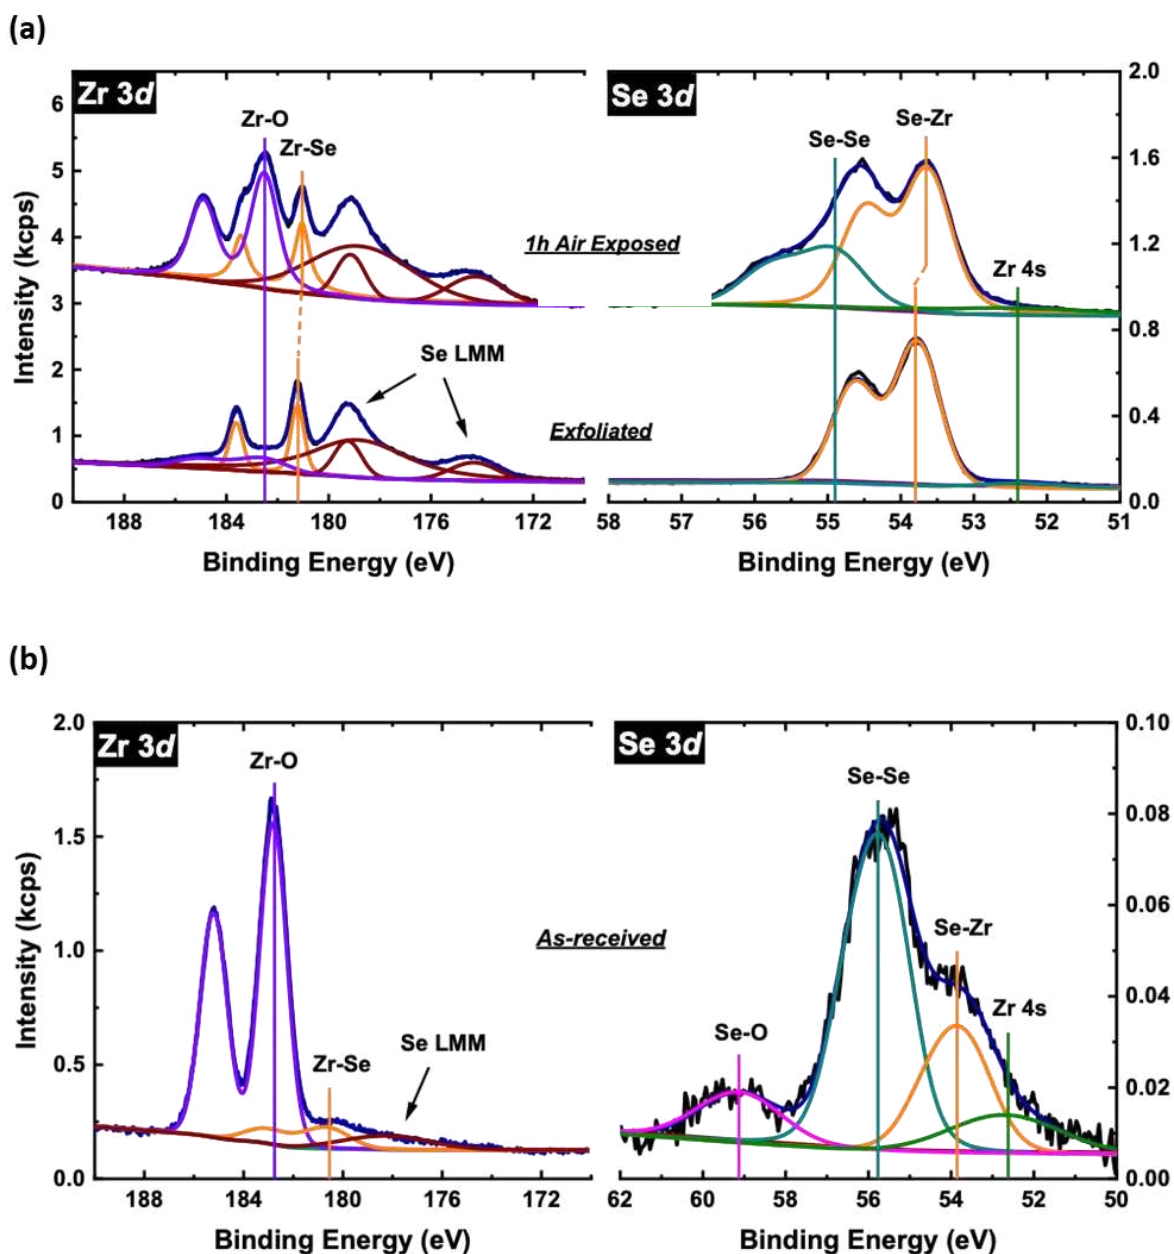 (a)
Zr 3d
Se 3d
Zr-O
Zr-Se
Se-Se
Se-Zr
1h Air Exposed
Zr 4s
Se LMM
Exfoliated
Intensity (kcps)
6
5
4
3
2
1
0
2.0
1.6
1.2
0.8
0.4
0.0
188 184 180 176 172
58 57 56 55 54 53 52 51
Binding Energy (eV)
Binding Energy (eV)
(b)
Zr 3d
Se 3d
Zr-O
Se-Se
As-received
Se-Zr
Zr-Se
Se LMM
Se-O
Zr 4s
Intensity (kcps)
2.0
1.5
1.0
0.5
0.0
0.10
0.08
0.06
0.04
0.02
0.00
188 184 180 176 172
62 60 58 56 54 52 50
Binding Energy (eV)
Binding Energy (eV)